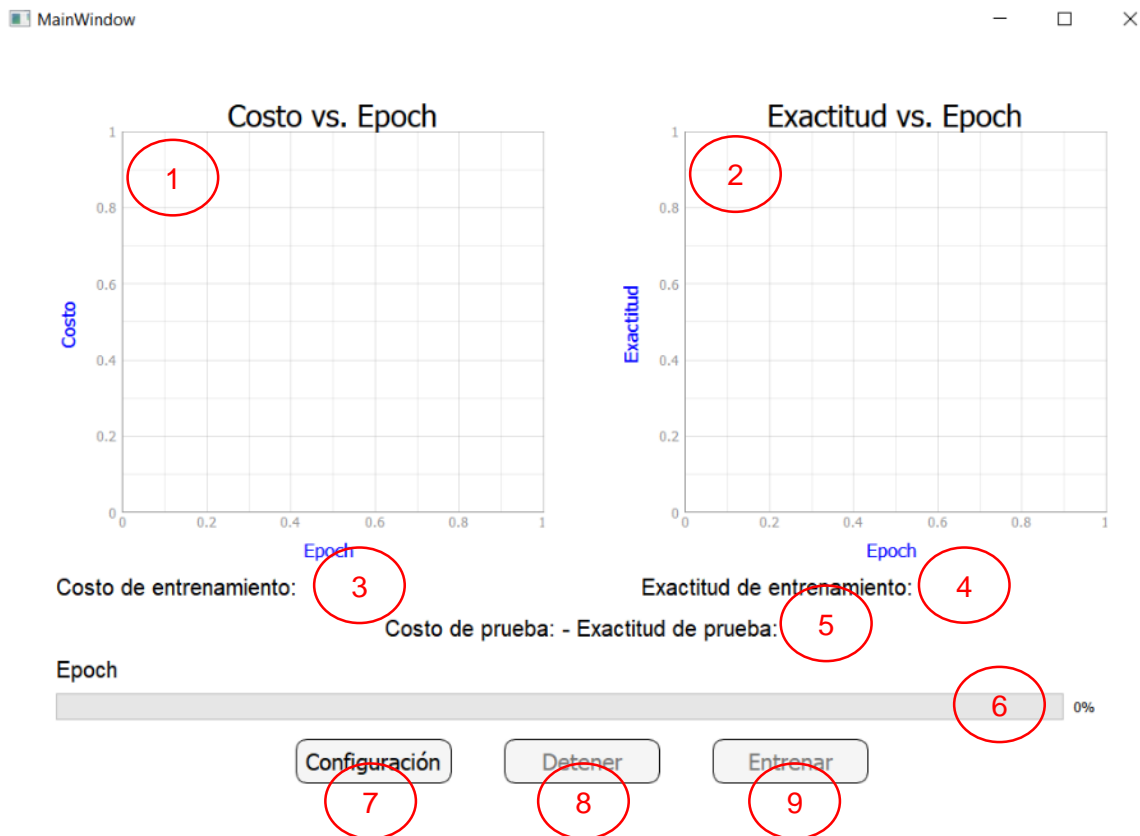 MainWindow
Costo vs. Epoch
Exactitud vs. Epoch
1
0.8
0.6
0.4
0.2
0
Costo
1
0
0.2
0.4
0.6
0.8
1
Epoch
1
0.8
0.6
0.4
0.2
0
Exactitud
2
0
0.2
0.4
0.6
0.8
1
Epoch
Costo de entrenamiento: 3
Exactitud de entrenamiento: 4
Costo de prueba: - Exactitud de prueba: 5
Epoch
6 0%
Configuración
Detener
Entrenar
7
8
9